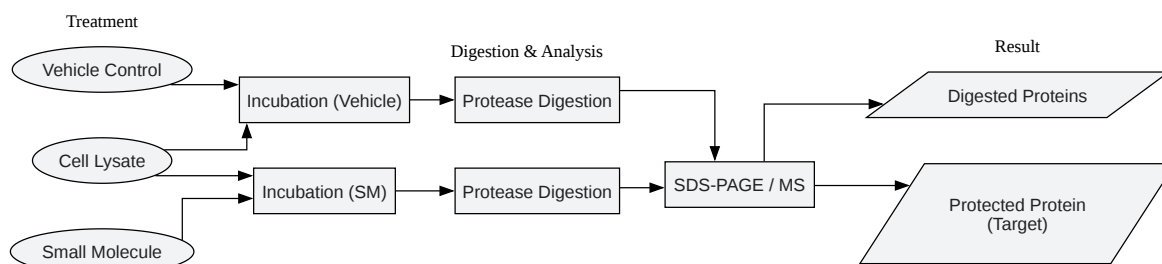 Treatment
Digestion & Analysis
Result
Vehicle Control
Incubation (Vehicle)
Protease Digestion
Digested Proteins
Cell Lysate
Incubation (SM)
Protease Digestion
SDS-PAGE / MS
Protected Protein
(Target)
Small Molecule